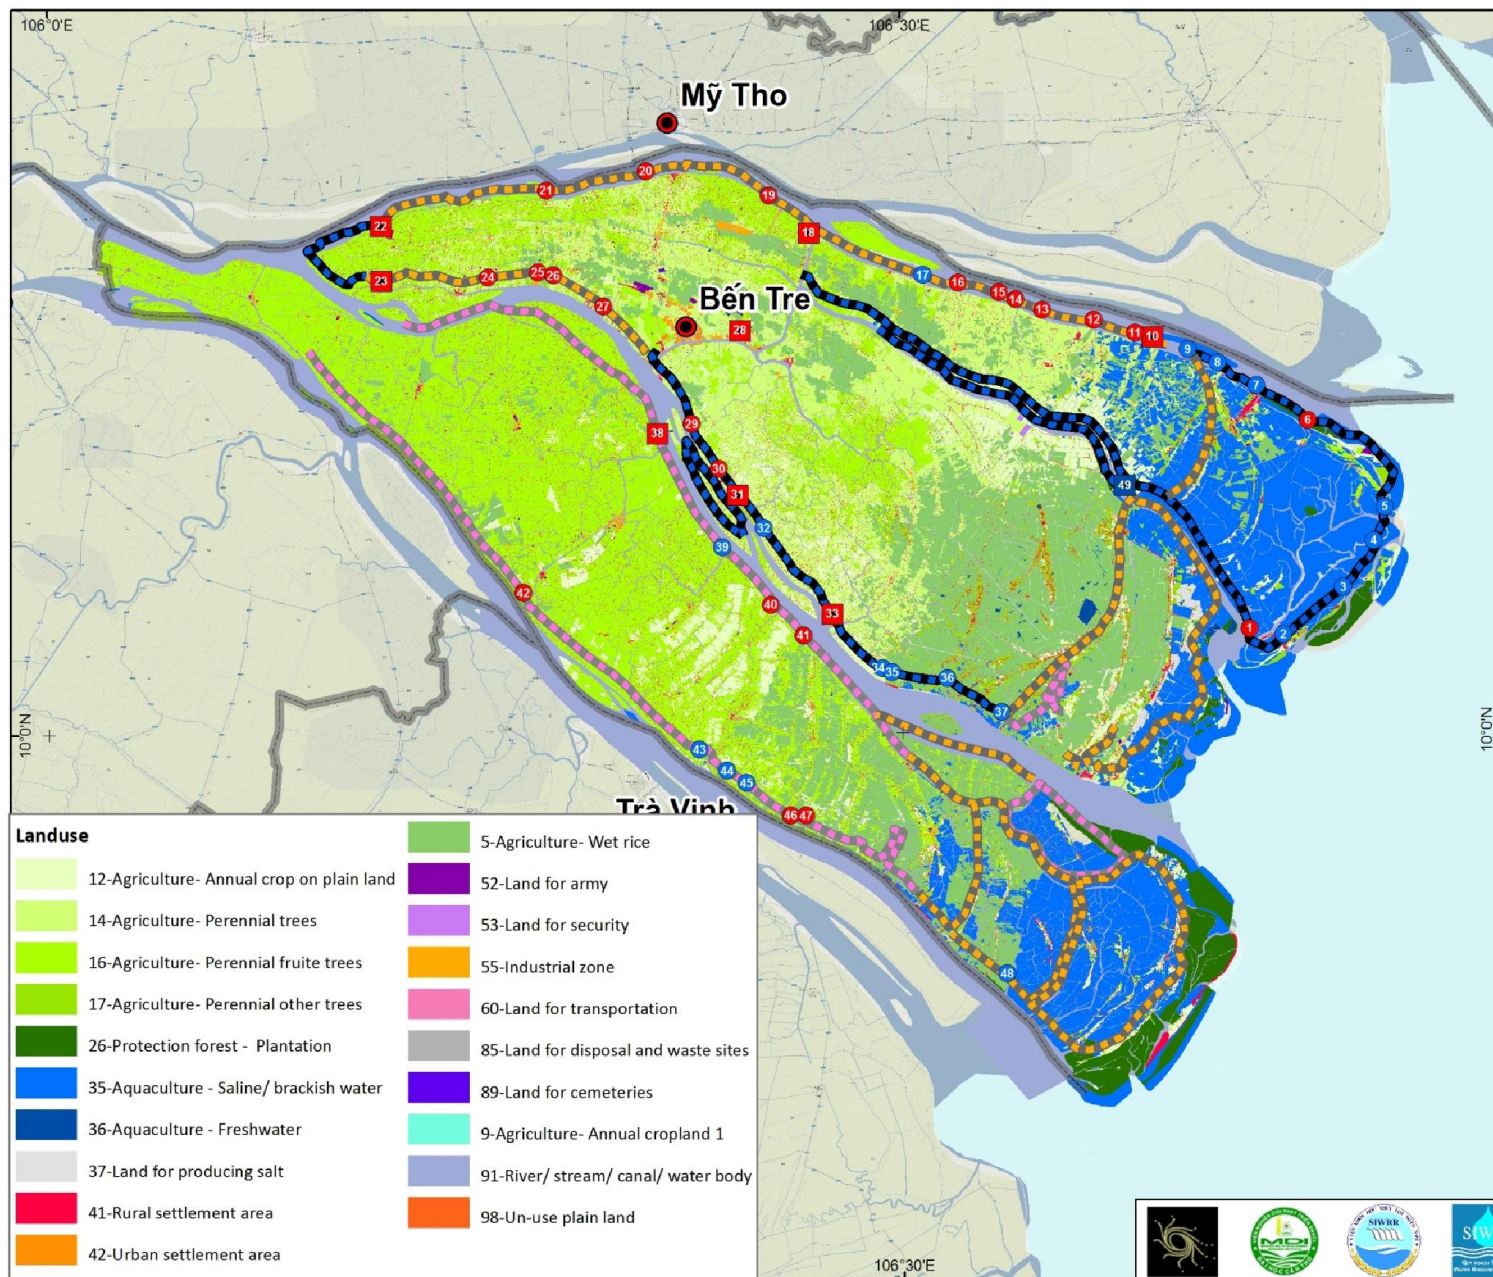 106°0'E
106°30'E
Mỹ Tho
20
21
19
22
18
17
23
24
25
26
16
15
14
13
27
Bến Tre
28
12
11
10
9
8
7
6
29
38
30
31
49
5
32
39
4
3
42
40
33
1
2
41
34
35
36
37
10°0'N
10°0'N
43
44
45
46
47
48
Trà Vinh
Landuse
12-Agriculture- Annual crop on plain land
14-Agriculture- Perennial trees
16-Agriculture- Perennial fruite trees
17-Agriculture- Perennial other trees
26-Protection forest - Plantation
35-Aquaculture - Saline/ brackish water
36-Aquaculture - Freshwater
37-Land for producing salt
41-Rural settlement area
42-Urban settlement area
5-Agriculture- Wet rice
52-Land for army
53-Land for security
55-Industrial zone
60-Land for transportation
85-Land for disposal and waste sites
89-Land for cemeteries
9-Agriculture- Annual cropland 1
91-River/ stream/ canal/ water body
98-Un-use plain land
106°30'E
MDI
SIWRR
SIW